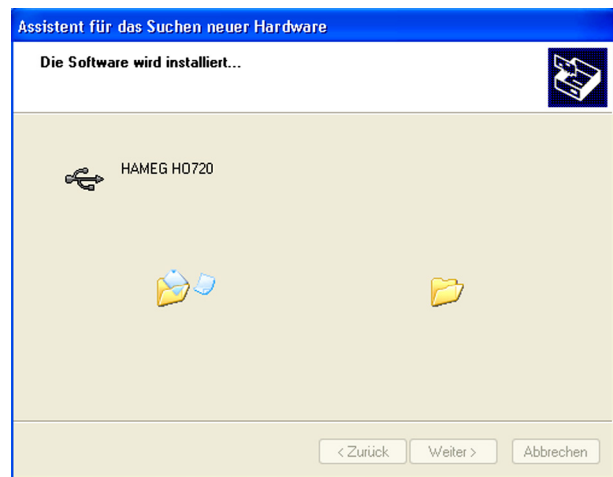 Assistent für das Suchen neuer Hardware
Die Software wird installiert...
HAMEG HO720
< Zurück
Weiter >
Abbrechen